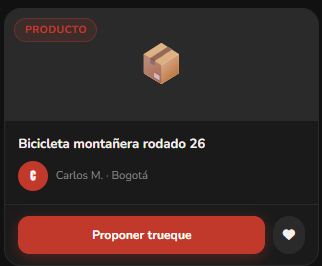 PRODUCTO
Bicicleta montañera rodado 26
C
Carlos M. · Bogotá
Proponer trueque